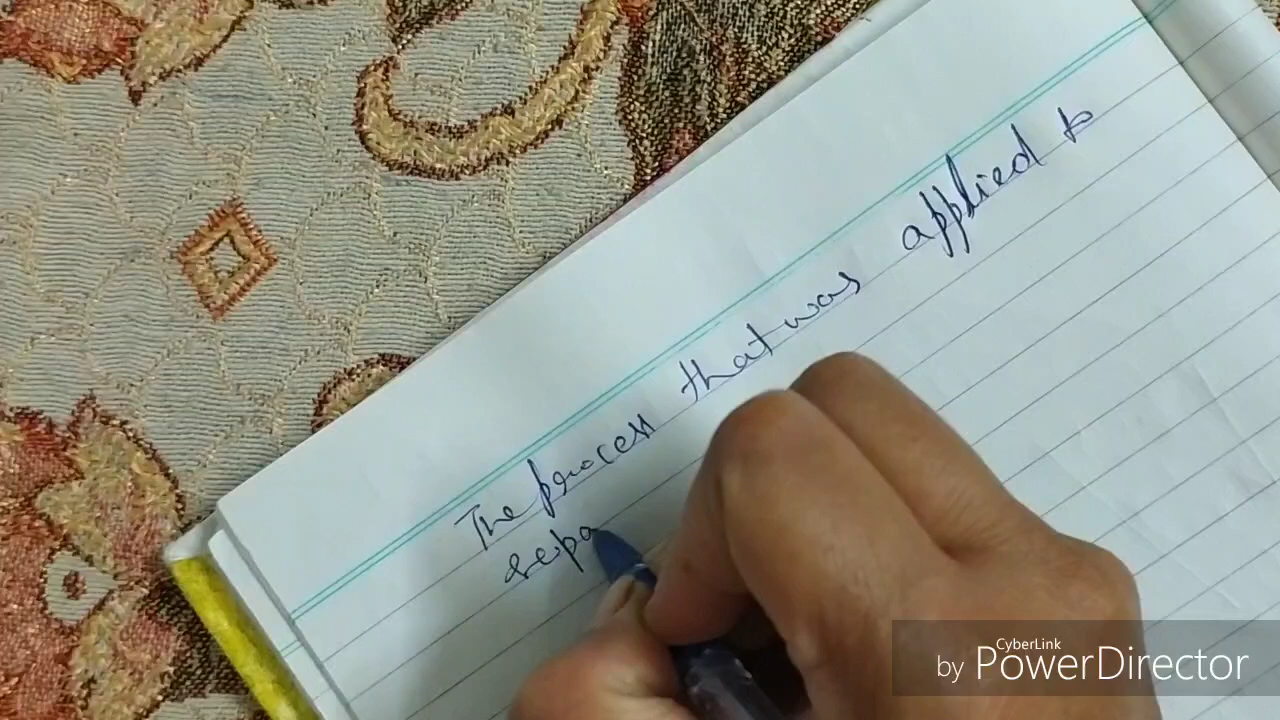 The process that was applied to
sepa
CyberLink
by PowerDirector